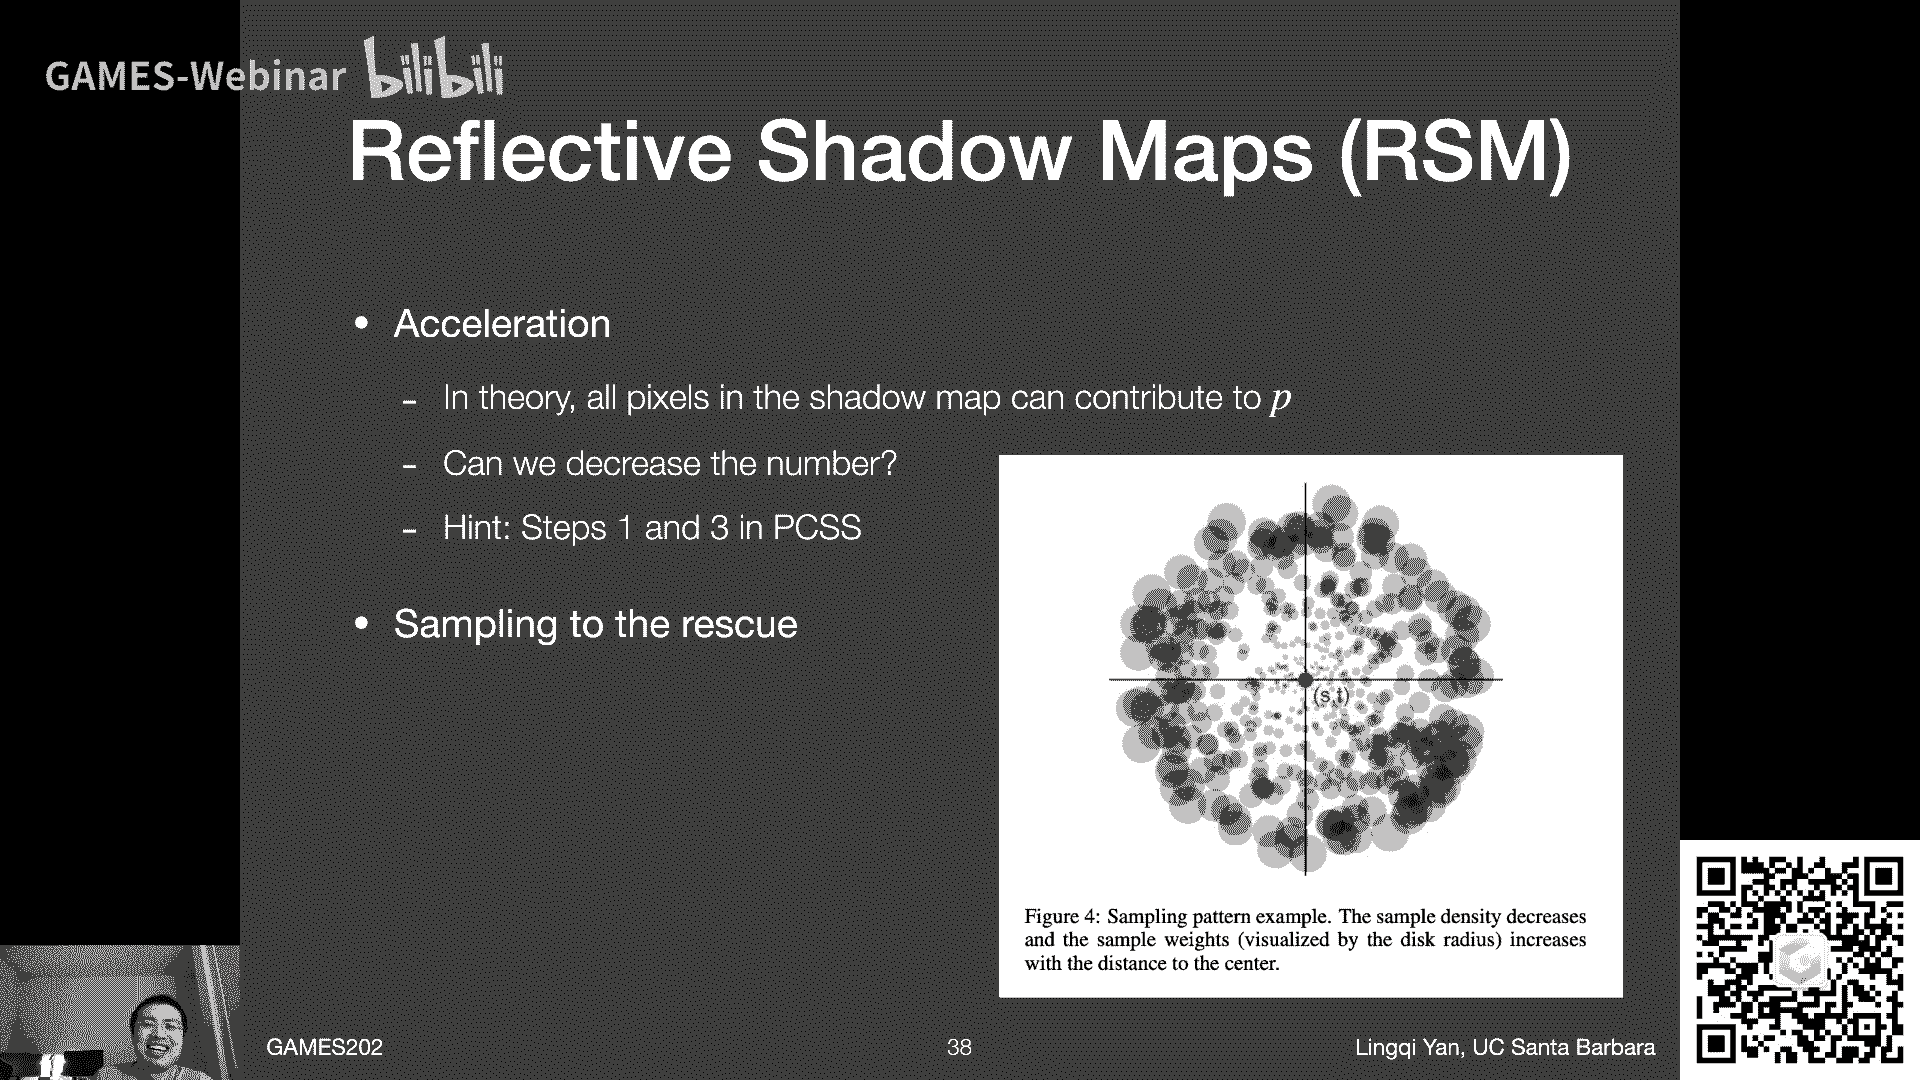 GAMES-Webinar bilibili
Reflective Shadow Maps (RSM)
• Acceleration
- In theory, all pixels in the shadow map can contribute to p
- Can we decrease the number?
- Hint: Steps 1 and 3 in PCSS
• Sampling to the rescue
(s,t)
Figure 4: Sampling pattern example. The sample density decreases
and the sample weights (visualized by the disk radius) increases
with the distance to the center.
GAMES202
38
Lingqi Yan, UC Santa Barbara